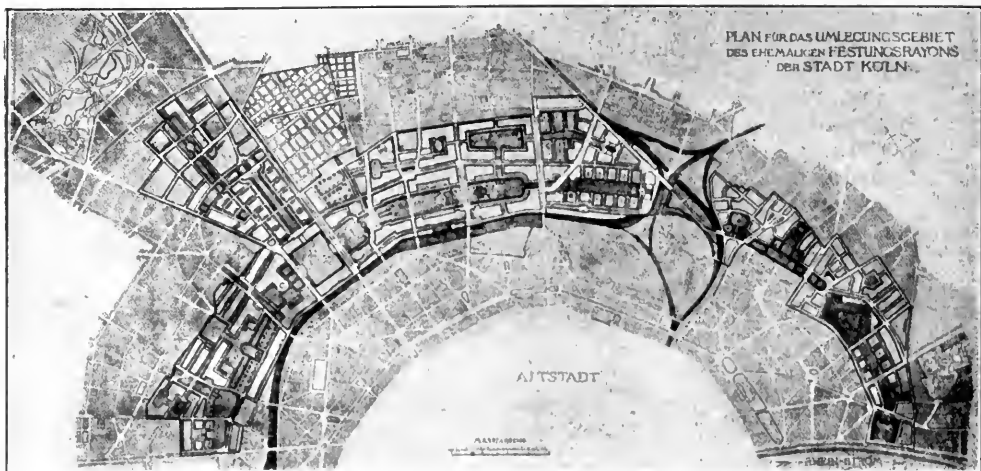 PLAN FÜR DAS UMLEGUNGSGEBIET
DES EHEMALIGEN FESTUNGSRAYONS
DER STADT KÖLN
ALTSTADT
RHEIN-STROM